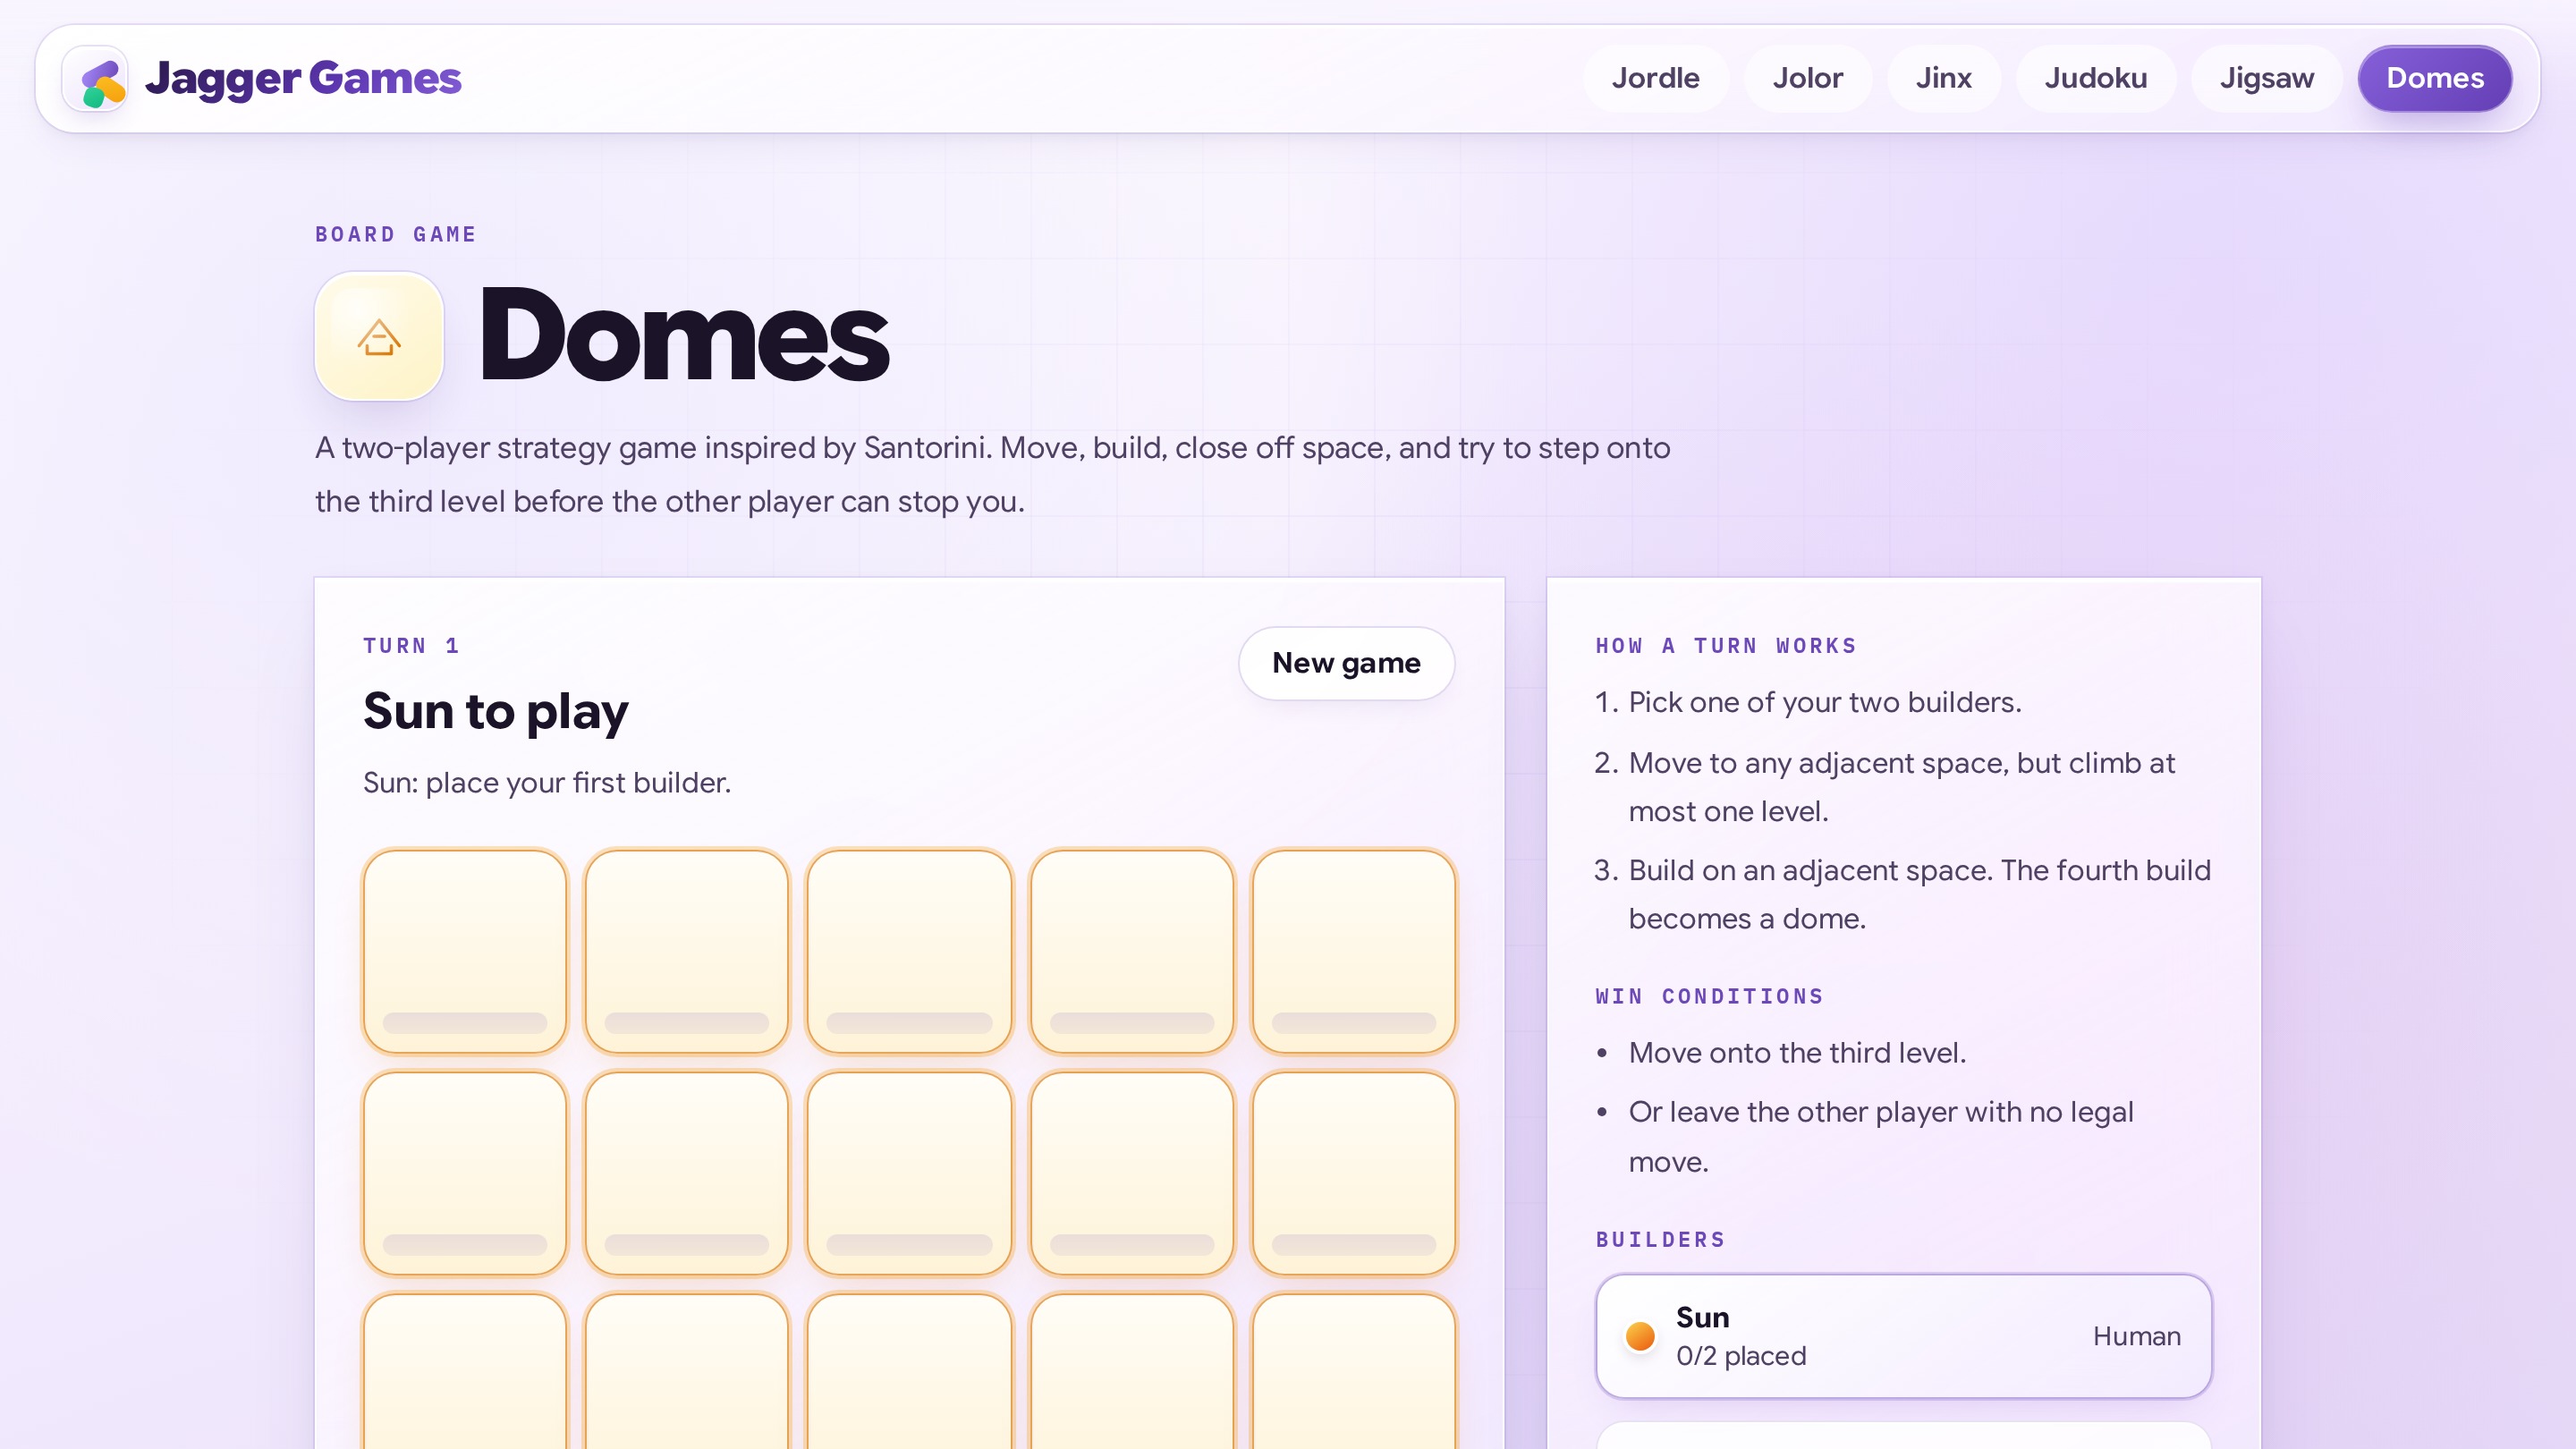 Jagger Games
Jordle
Jolor
Jinx
Judoku
Jigsaw
Domes
BOARD GAME
Domes
A two-player strategy game inspired by Santorini. Move, build, close off space, and try to step onto
the third level before the other player can stop you.
TURN 1
Sun to play
Sun: place your first builder.
New game
HOW A TURN WORKS
1. Pick one of your two builders.
2. Move to any adjacent space, but climb at
most one level.
3. Build on an adjacent space. The fourth build
becomes a dome.
WIN CONDITIONS
• Move onto the third level.
• Or leave the other player with no legal
move.
BUILDERS
Sun
0/2 placed
Human